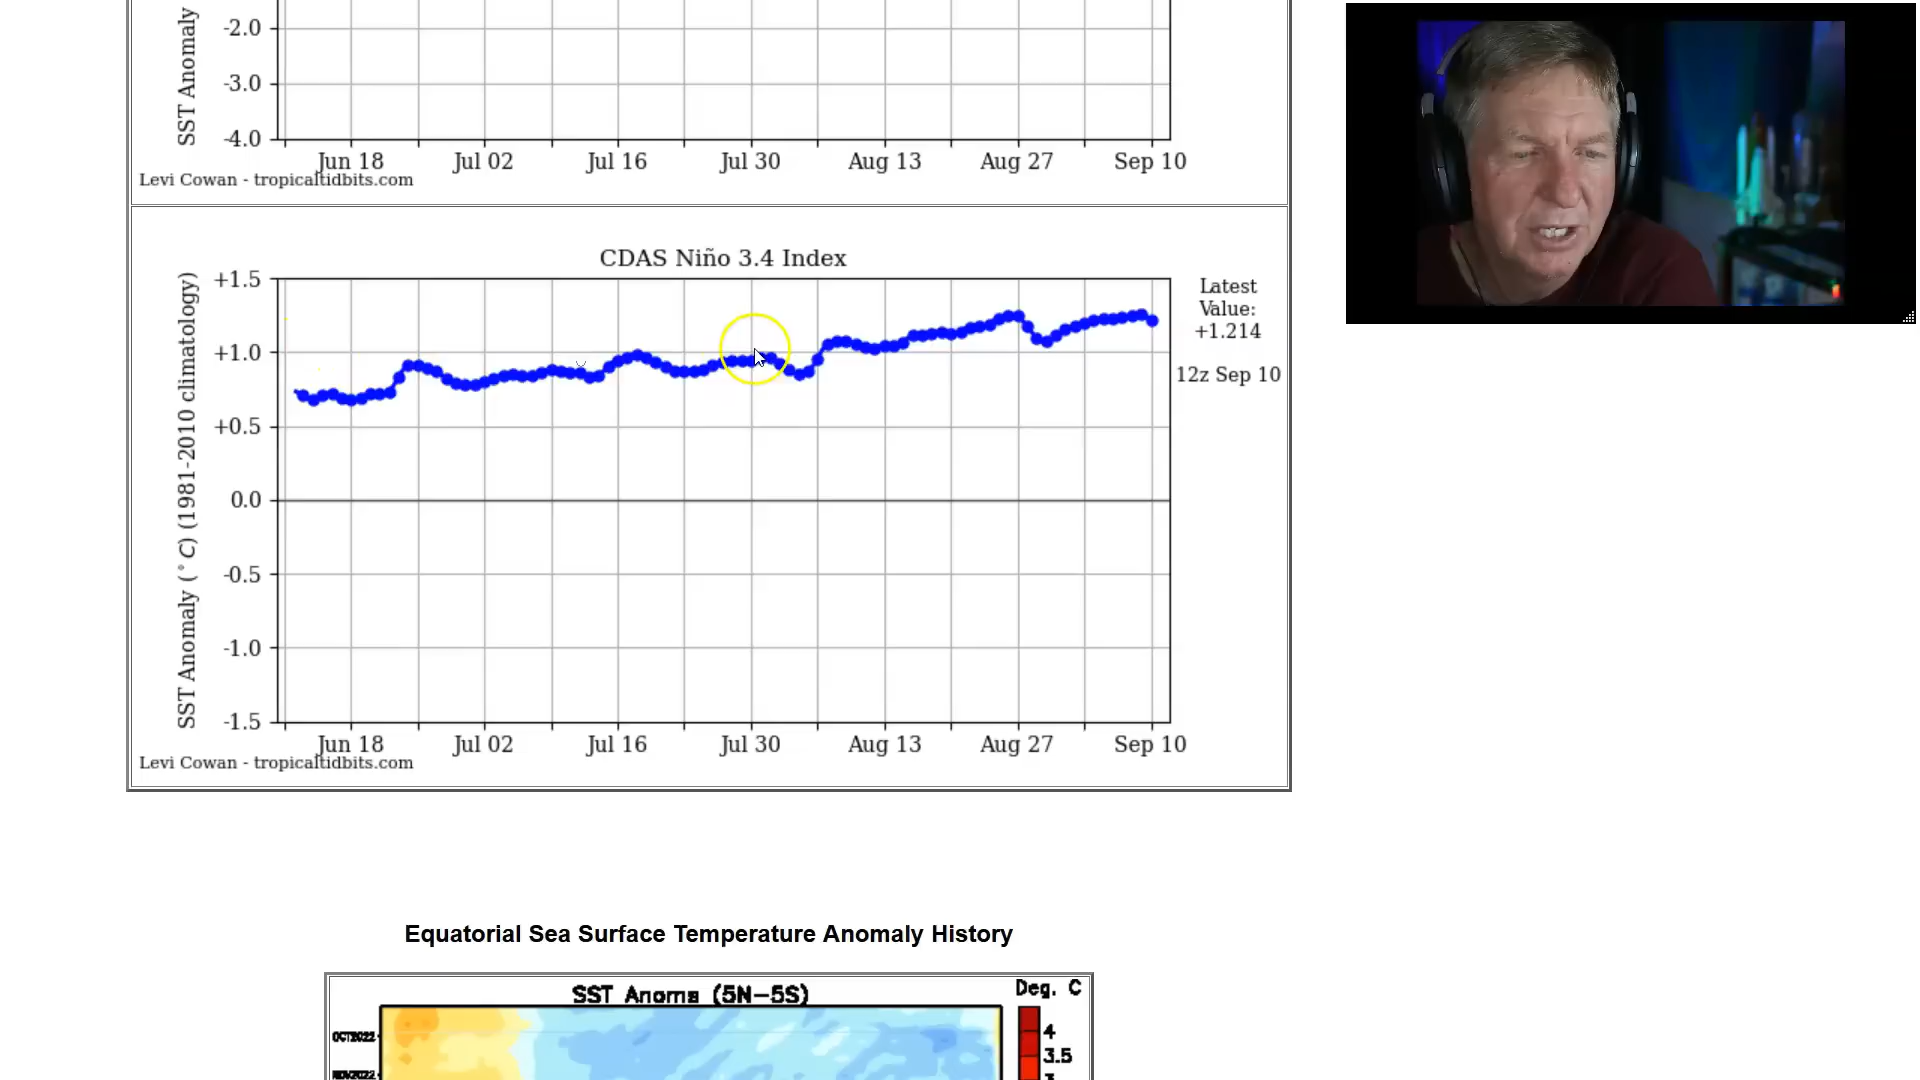 SST Anomaly
-2.0
-3.0
-4.0
Jun 18 Jul 02 Jul 16 Jul 30 Aug 13 Aug 27 Sep 10
Levi Cowan - tropicaltidbits.com
CDAS Niño 3.4 Index
SST Anomaly (°C) (1981-2010 climatology)
+1.5
+1.0
+0.5
0.0
-0.5
-1.0
-1.5
Latest
Value:
+1.214
12z Sep 10
Jun 18 Jul 02 Jul 16 Jul 30 Aug 13 Aug 27 Sep 10
Levi Cowan - tropicaltidbits.com
Equatorial Sea Surface Temperature Anomaly History
SST Anoms (5N-5S)
Deg. C
OCT2022
NOV2022
4
3.5